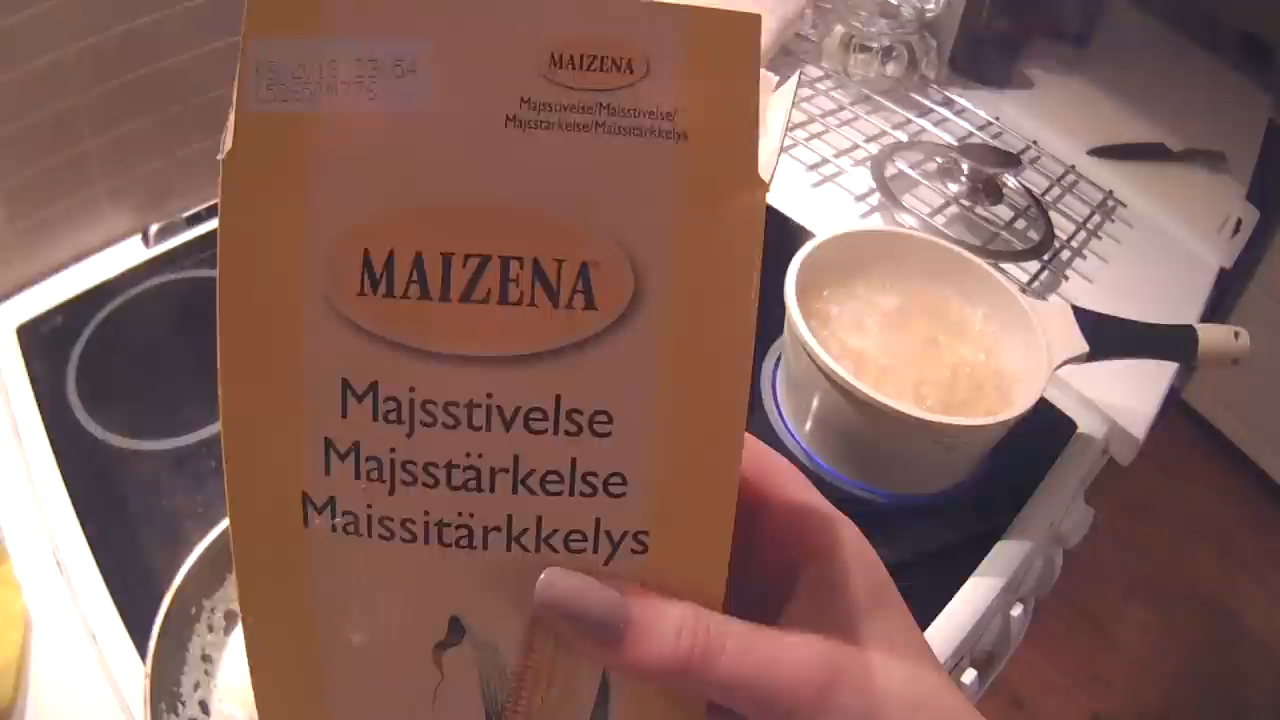 MAIZENA
Majsstivelse/Maisstivelse/
Majsstärkelse/Maissitärkkelys
MAIZENA
Majsstivelse
Majsstärkelse
Maissitärkkelys